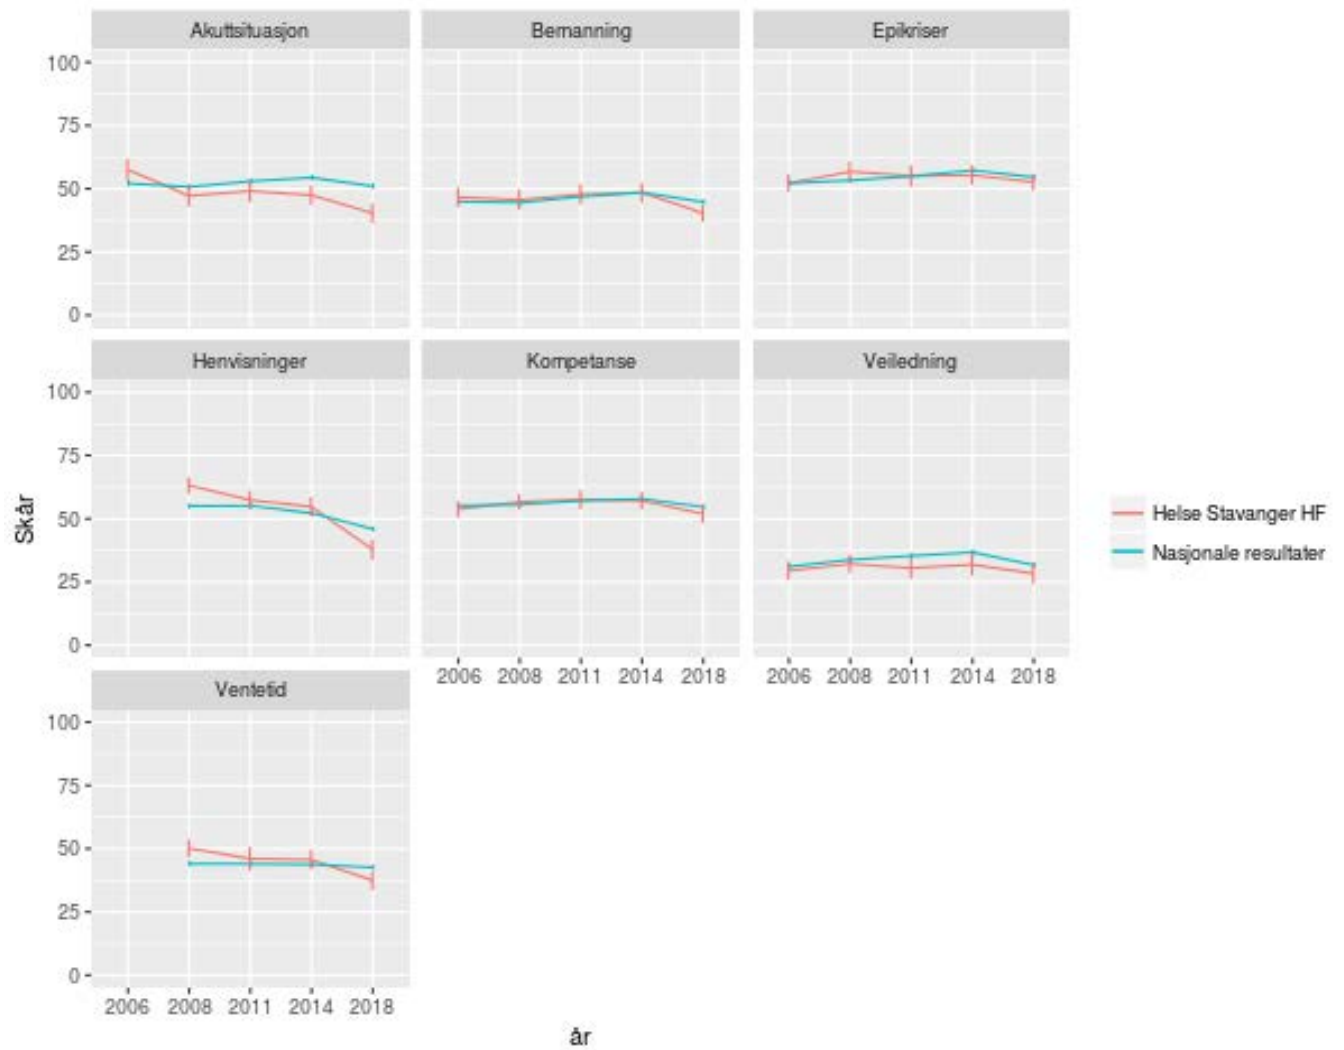 Akuttsituasjon
Bemanning
Epikriser
100
75
50
25
0
Henvisninger
Kompetanse
Veiledning
100
75
50
25
0
Skår
Helse Stavanger HF
Nasjonale resultater
2006 2008 2011 2014 2018
2006 2008 2011 2014 2018
Ventetid
100
75
50
25
0
2006 2008 2011 2014 2018
år